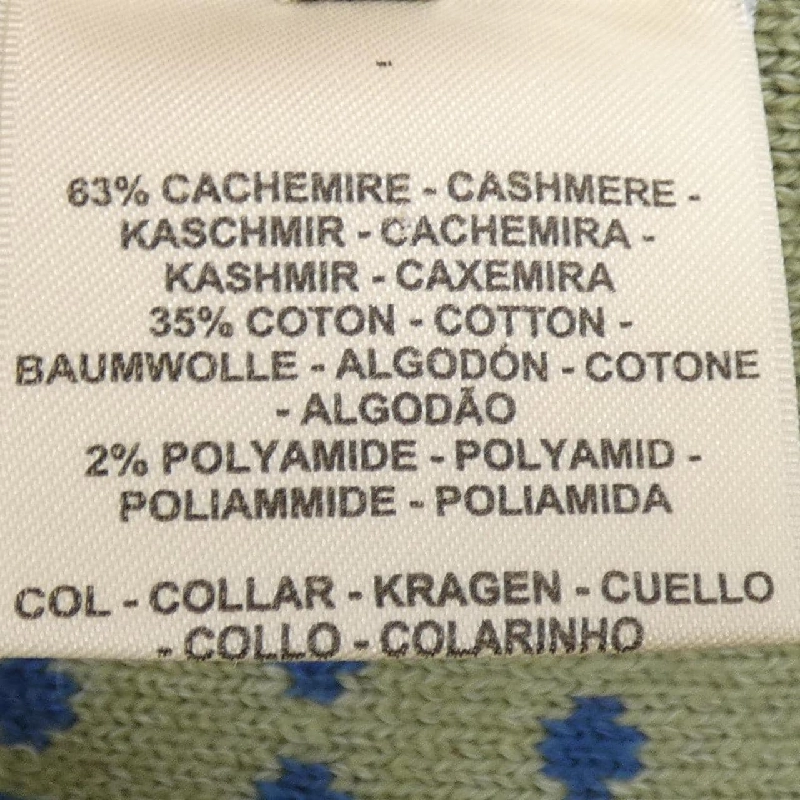 63% CACHEMIRE - CASHMERE -
KASCHMIR - CACHEMIRA -
KASHMIR - CAXEMIRA
35% COTON - COTTON -
BAUMWOLLE - ALGODÓN - COTONE
- ALGODÃO
2% POLYAMIDE - POLYAMID -
POLIAMMIDE - POLIAMIDA
COL - COLLAR - KRAGEN - CUELLO
- COLLO - COLARINHO